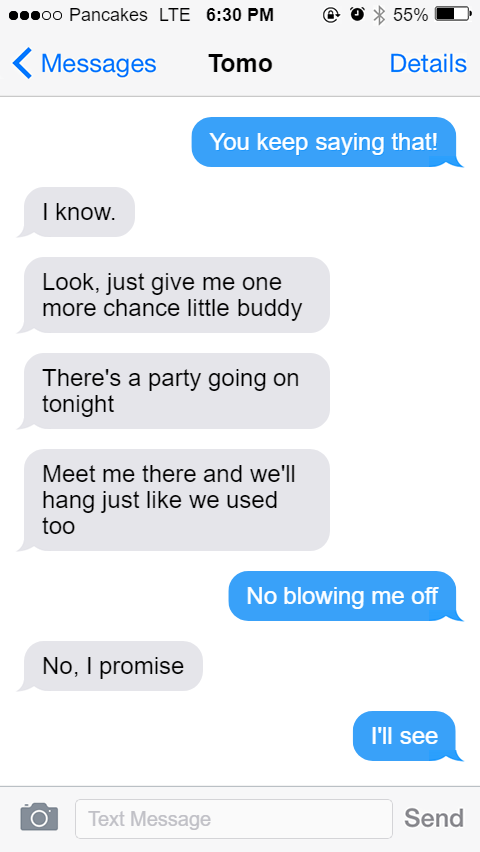 Pancakes LTE 6:30 PM 55%
Messages Tomo Details
You keep saying that!
I know.
Look, just give me one
more chance little buddy
There's a party going on
tonight
Meet me there and we'll
hang just like we used
too
No blowing me off
No, I promise
I'll see
Text Message Send